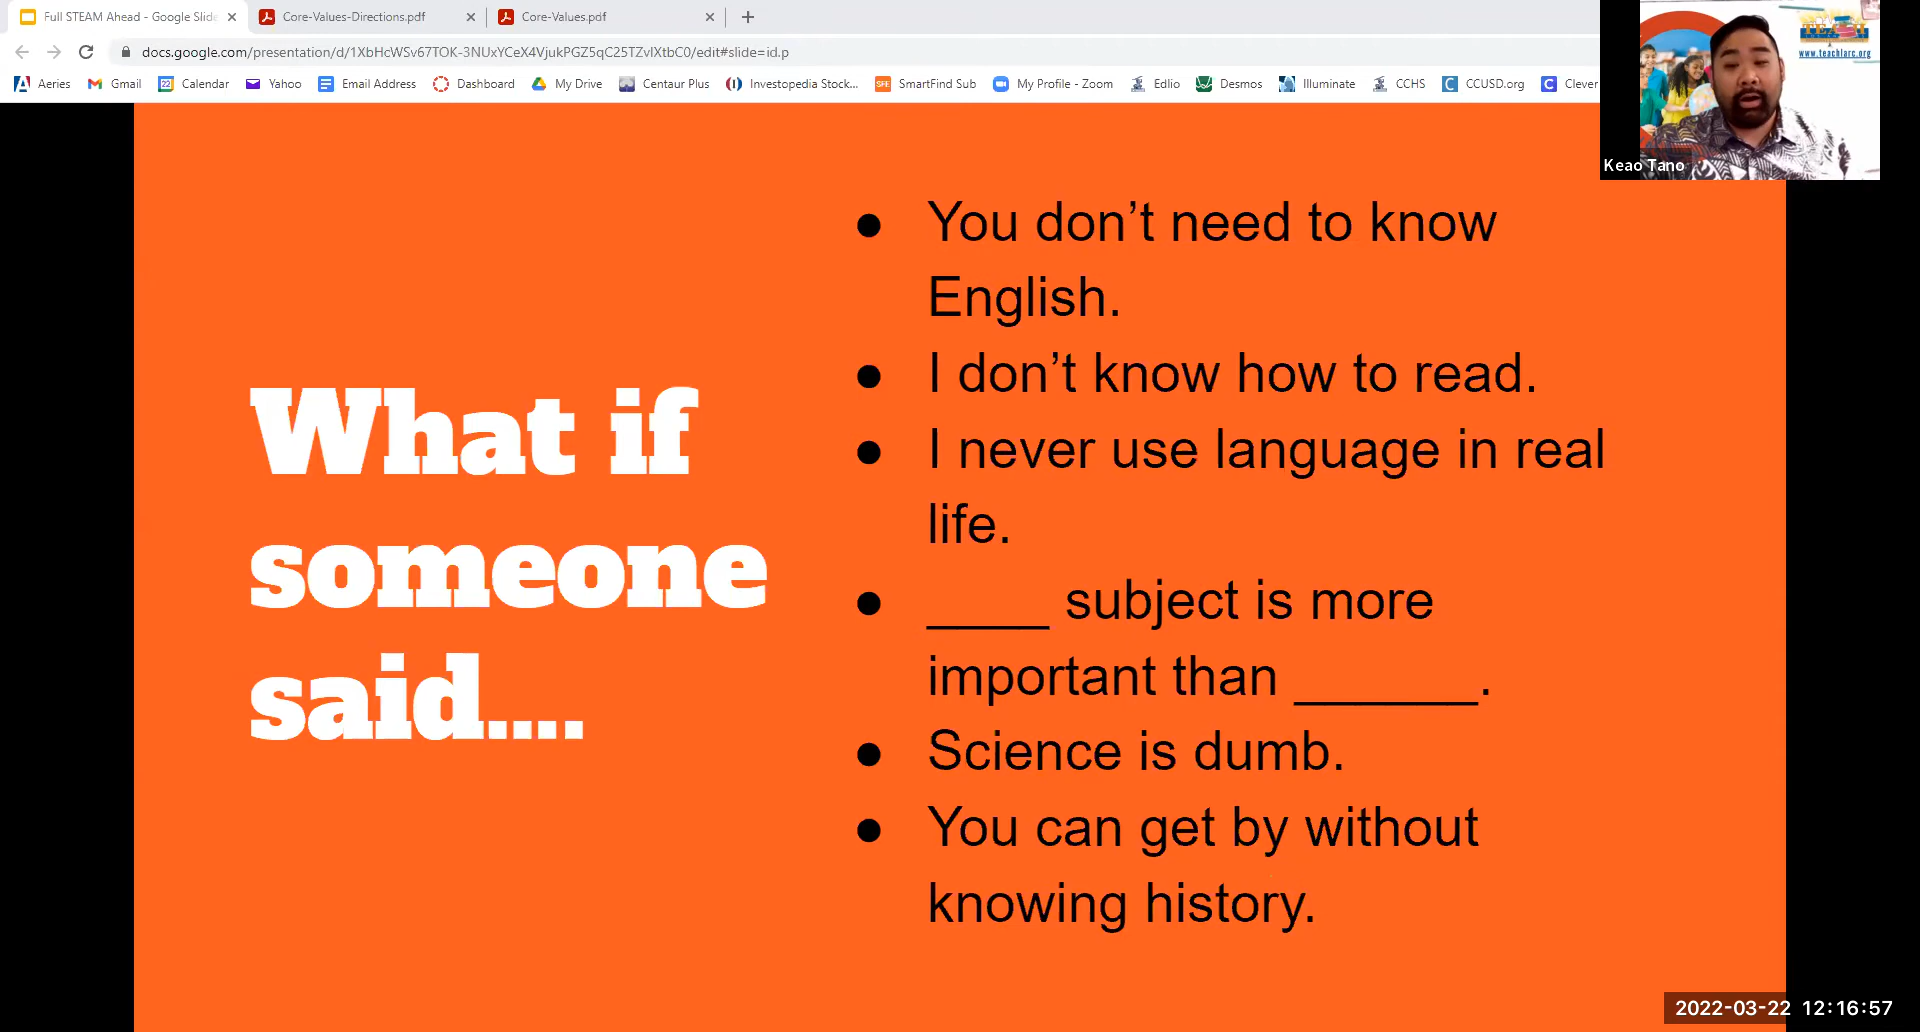 Full STEAM Ahead - Google Slide
Core-Values-Directions.pdf
Core-Values.pdf
docs.google.com/presentation/d/1XbHcWSv67TOK-3NUxYCeX4VjukPGZ5qC25TZvlXtbC0/edit#slide=id.p
Aeries Gmail Calendar Yahoo Email Address Dashboard My Drive Centaur Plus Investopedia Stock... SmartFind Sub My Profile - Zoom Edlio Desmos Illuminate CCHS CCUSD.org Clever
www.teachlarc.org
Keao Tano
What if
someone
said....
● You don’t need to know
English.
● I don’t know how to read.
● I never use language in real
life.
● ____ subject is more
important than ______.
● Science is dumb.
● You can get by without
knowing history.
2022-03-22 12:16:57